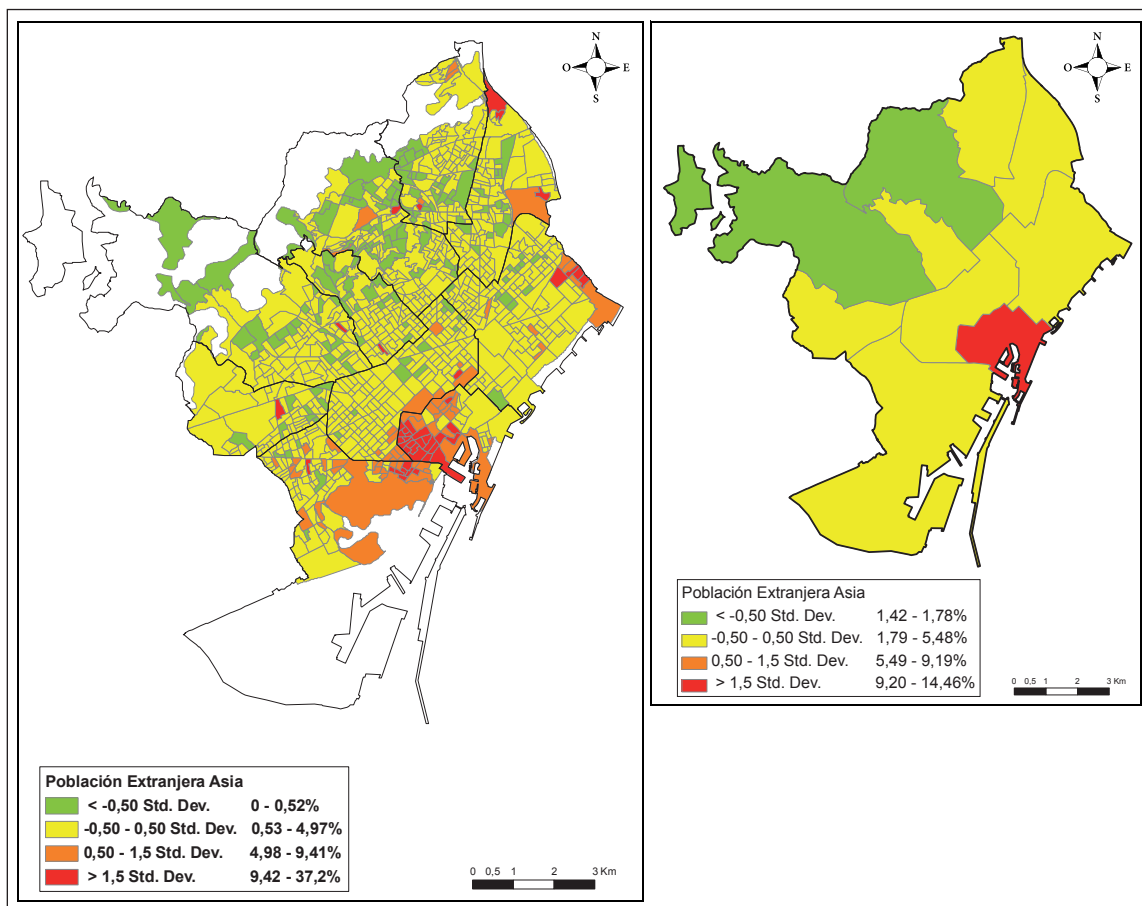 N
O E
S
Población Extranjera Asia
< -0,50 Std. Dev. 0 - 0,52%
-0,50 - 0,50 Std. Dev. 0,53 - 4,97%
0,50 - 1,5 Std. Dev. 4,98 - 9,41%
> 1,5 Std. Dev. 9,42 - 37,2%
0 0,5 1 2 3 Km
N
O E
S
Población Extranjera Asia
< -0,50 Std. Dev. 1,42 - 1,78%
-0,50 - 0,50 Std. Dev. 1,79 - 5,48%
0,50 - 1,5 Std. Dev. 5,49 - 9,19%
> 1,5 Std. Dev. 9,20 - 14,46%
0 0,5 1 2 3 Km